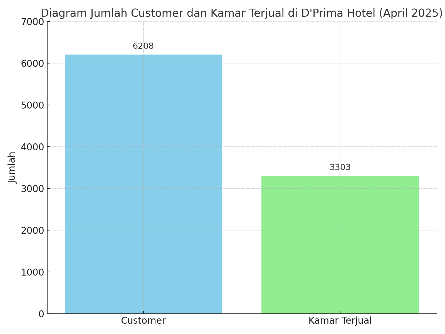 Diagram Jumlah Customer dan Kamar Terjual di D'Prima Hotel (April 2025)
7000
6000
5000
4000
3000
2000
1000
0
Jumlah
6208
3303
Customer
Kamar Terjual